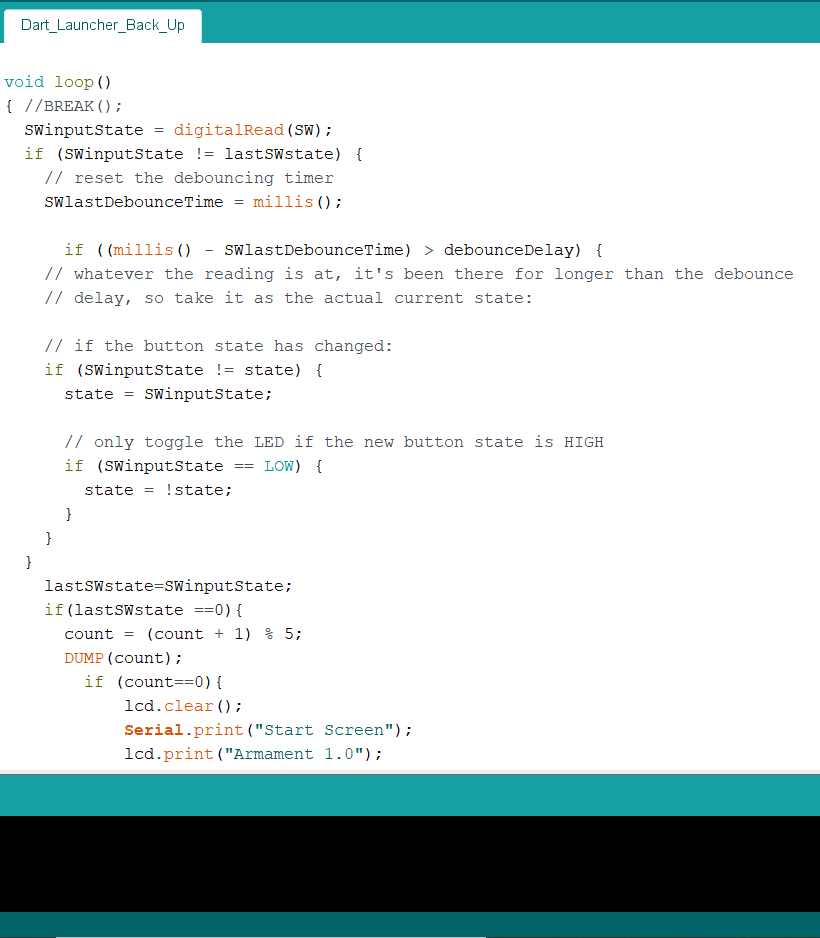 Dart_Launcher_Back_Up
void loop()
{ //BREAK();
  SWinputState = digitalRead(SW);
  if (SWinputState != lastSWstate) {
    // reset the debouncing timer
    SWlastDebounceTime = millis();

      if ((millis() - SWlastDebounceTime) > debounceDelay) {
    // whatever the reading is at, it's been there for longer than the debounce
    // delay, so take it as the actual current state:

    // if the button state has changed:
    if (SWinputState != state) {
      state = SWinputState;

      // only toggle the LED if the new button state is HIGH
      if (SWinputState == LOW) {
        state = !state;
      }
    }
  }
    lastSWstate=SWinputState;
    if(lastSWstate ==0){
      count = (count + 1) % 5;
      DUMP(count);
        if (count==0){
            lcd.clear();
            Serial.print("Start Screen");
            lcd.print("Armament 1.0");